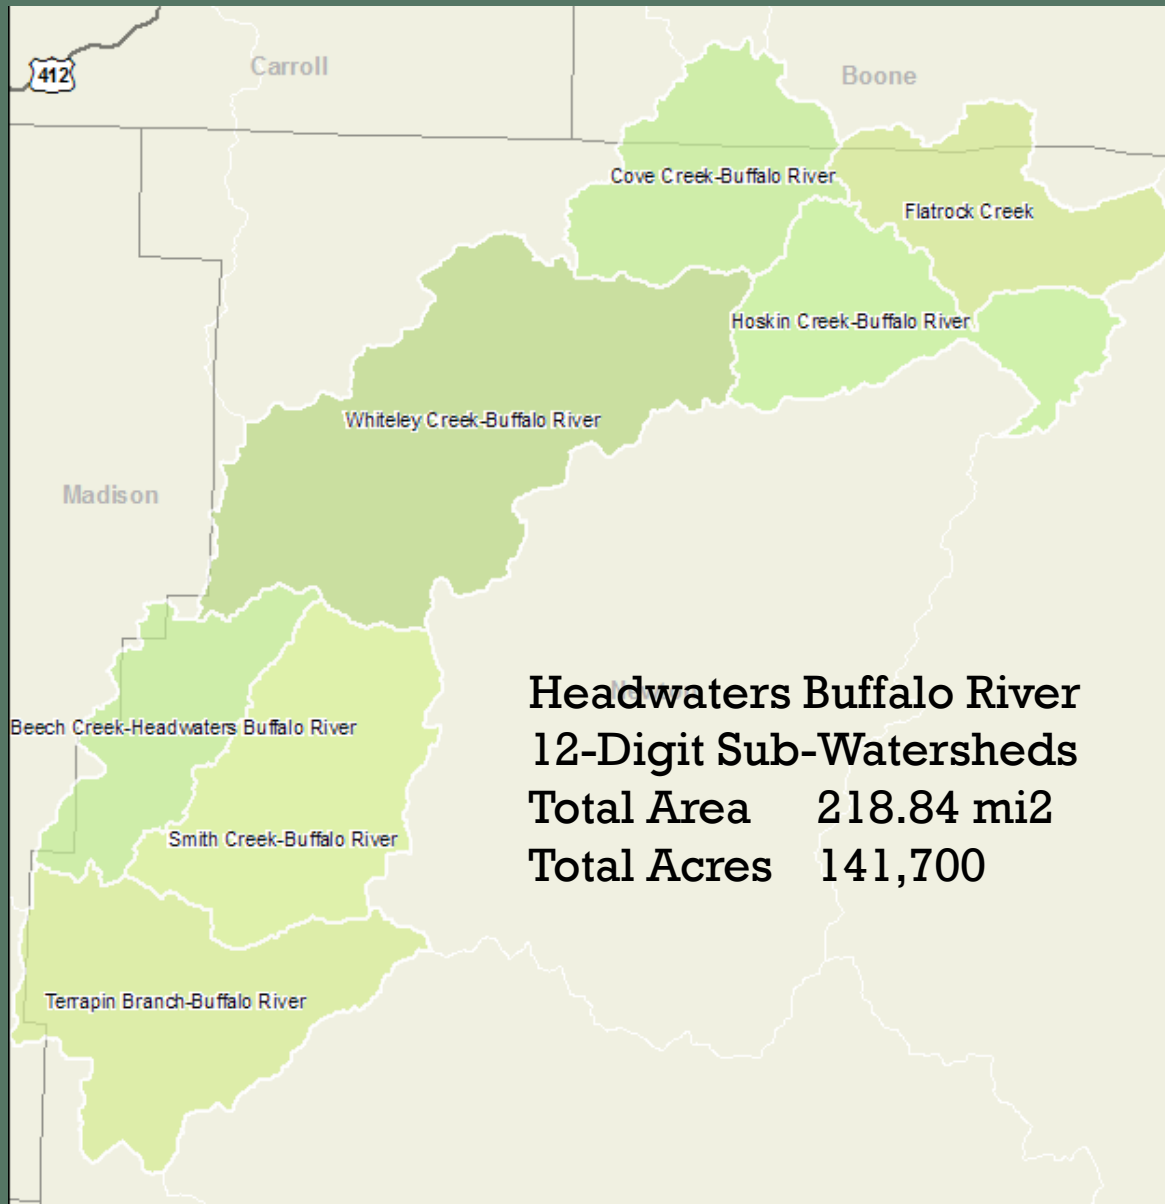 Carroll
412
Boone
Cove Creek-Buffalo River
Flatrock Creek
Hoskin Creek-Buffalo River
Whiteley Creek-Buffalo River
Madison
Headwaters Buffalo River
12-Digit Sub-Watersheds
Total Area 218.84 mi2
Total Acres 141,700
Beech Creek-Headwaters Buffalo River
Smith Creek-Buffalo River
Terrapin Branch-Buffalo River